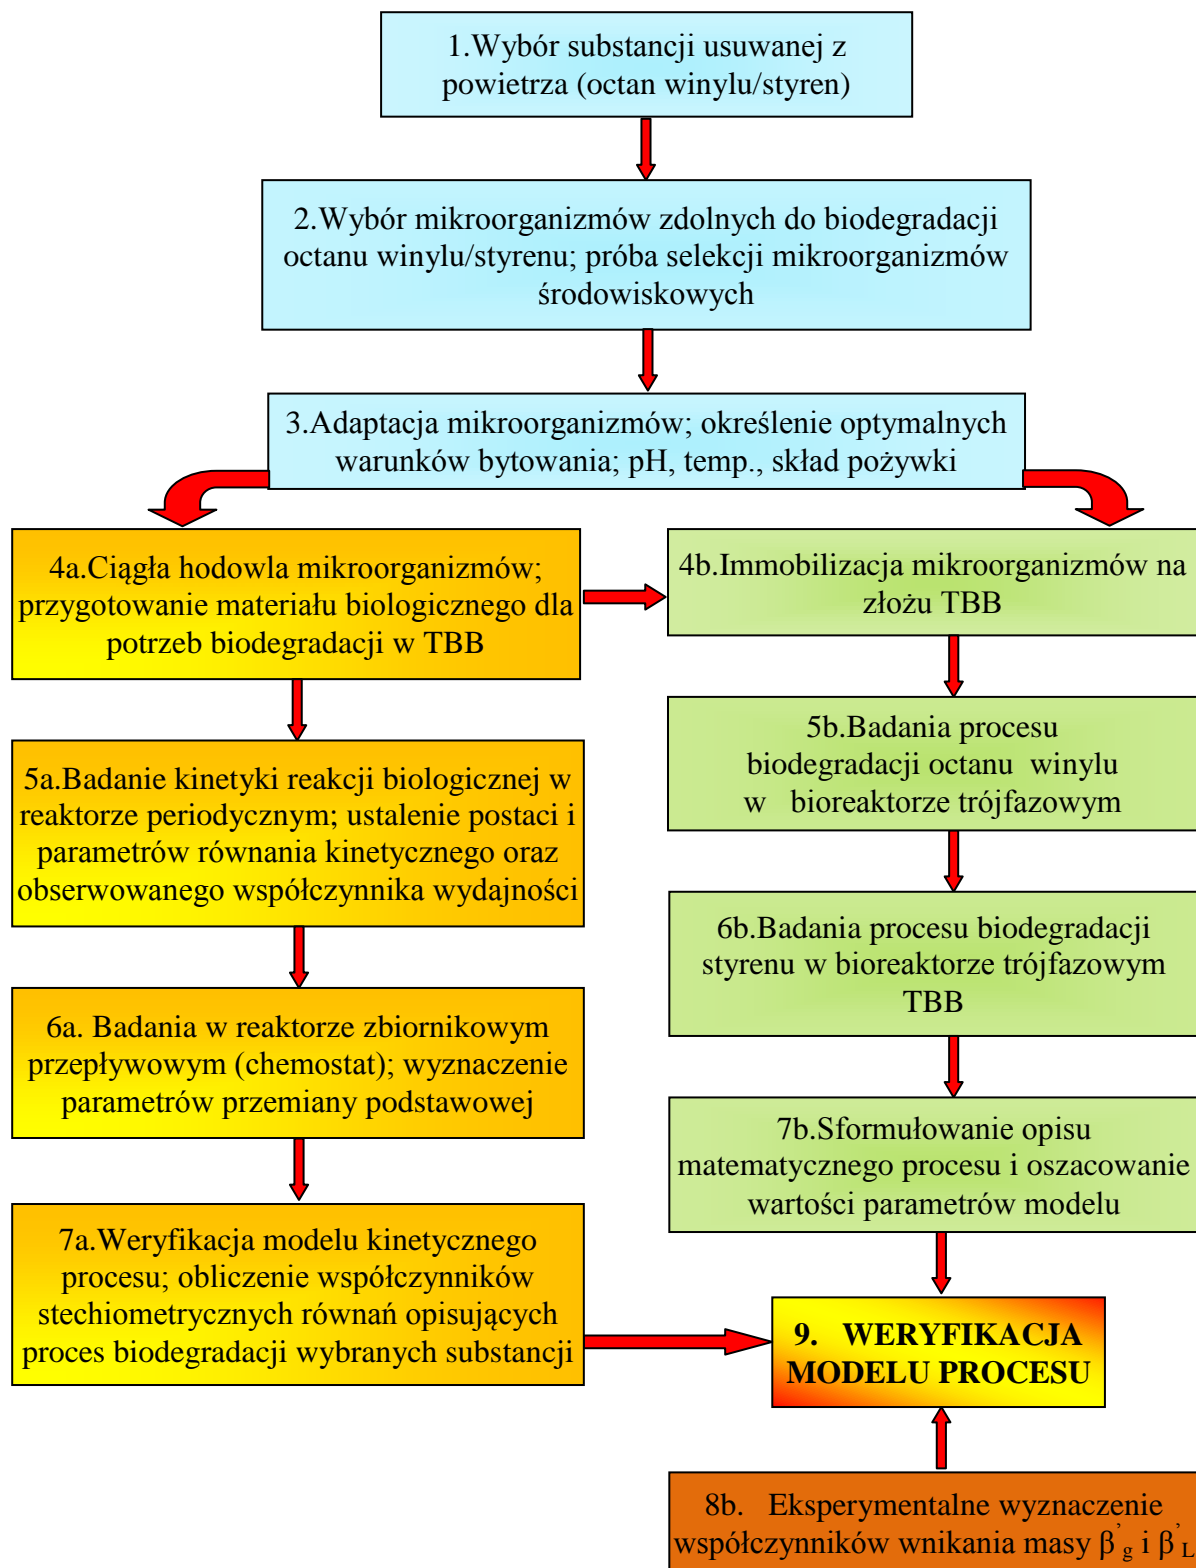 1.Wybór substancji usuwanej z
powietrza (octan winylu/styren)
2.Wybór mikroorganizmów zdolnych do biodegradacji
octanu winylu/styrenu; próba selekcji mikroorganizmów
środowiskowych
3.Adaptacja mikroorganizmów; określenie optymalnych
warunków bytowania; pH, temp., skład pożywki
4a.Ciągła hodowla mikroorganizmów;
przygotowanie materiału biologicznego dla
potrzeb biodegradacji w TBB
4b.Immobilizacja mikroorganizmów na
złożu TBB
5a.Badanie kinetyki reakcji biologicznej w
reaktorze periodycznym; ustalenie postaci i
parametrów równania kinetycznego oraz
obserwowanego współczynnika wydajności
5b.Badania procesu
biodegradacji octanu winylu
w bioreaktorze trójfazowym
6a. Badania w reaktorze zbiornikowym
przepływowym (chemostat); wyznaczenie
parametrów przemiany podstawowej
6b.Badania procesu biodegradacji
styrenu w bioreaktorze trójfazowym
TBB
7a.Weryfikacja modelu kinetycznego
procesu; obliczenie współczynników
stechiometrycznych równań opisujących
proces biodegradacji wybranych substancji
7b.Sformułowanie opisu
matematycznego procesu i oszacowanie
wartości parametrów modelu
9. WERYFIKACJA
MODELU PROCESU
8b. Eksperymentalne wyznaczenie
współczynników wnikania masy β'g i β'L